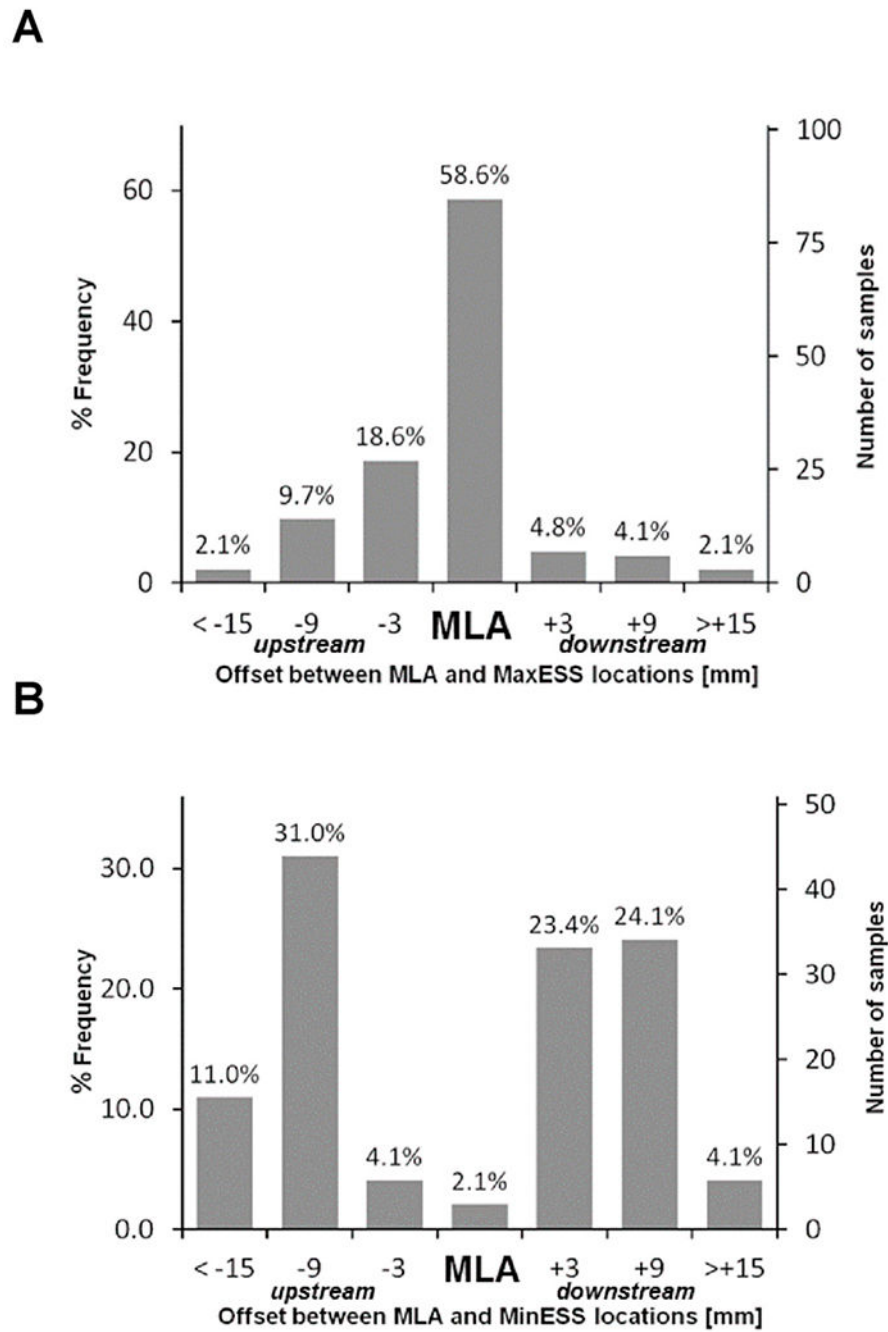 A
100
58.6%
60
75
% Frequency
Number of samples
40
50
18.6%
20
25
9.7%
4.8%
4.1%
2.1%
2.1%
0
0
< -15 -9 -3 MLA +3 +9 >+15
upstream downstream
Offset between MLA and MaxESS locations [mm]
B
50
31.0%
30.0
40
23.4% 24.1%
% Frequency
Number of samples
30
20.0
20
11.0%
10.0
4.1%
4.1%
10
2.1%
0.0
0
< -15 -9 -3 MLA +3 +9 >+15
upstream downstream
Offset between MLA and MinESS locations [mm]